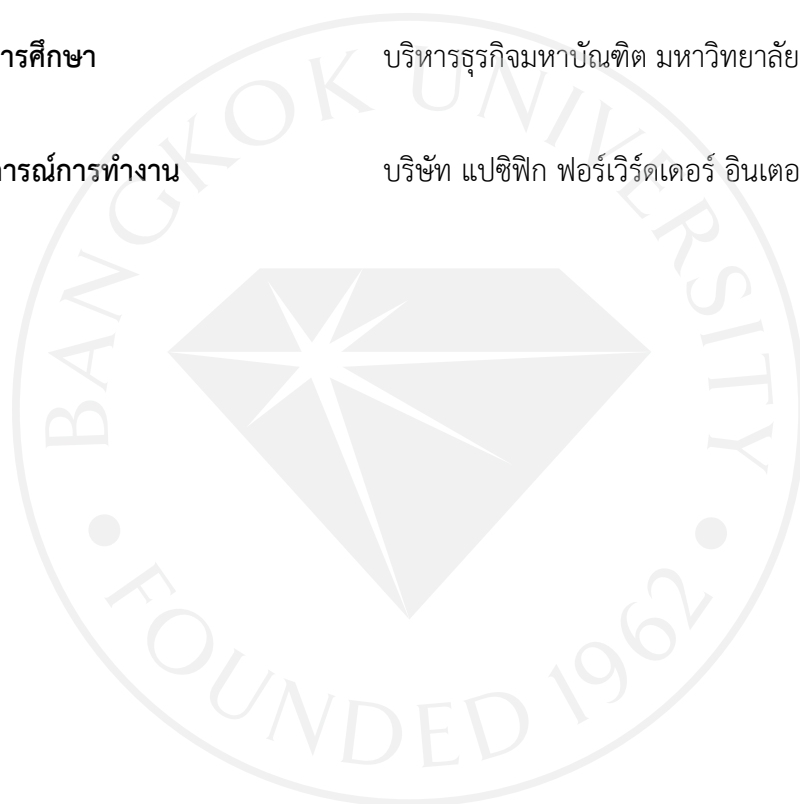 ารศึกษา บริหารธุรกิจมหาบัณฑิต มหาวิทยาลัย
ารณ์การทำงาน บริษัท แปซิฟิก ฟอร์เวิร์ดเดอร์ อินเตอ
BANGKOK UNIVERSITY
• FOUNDED 1962 •